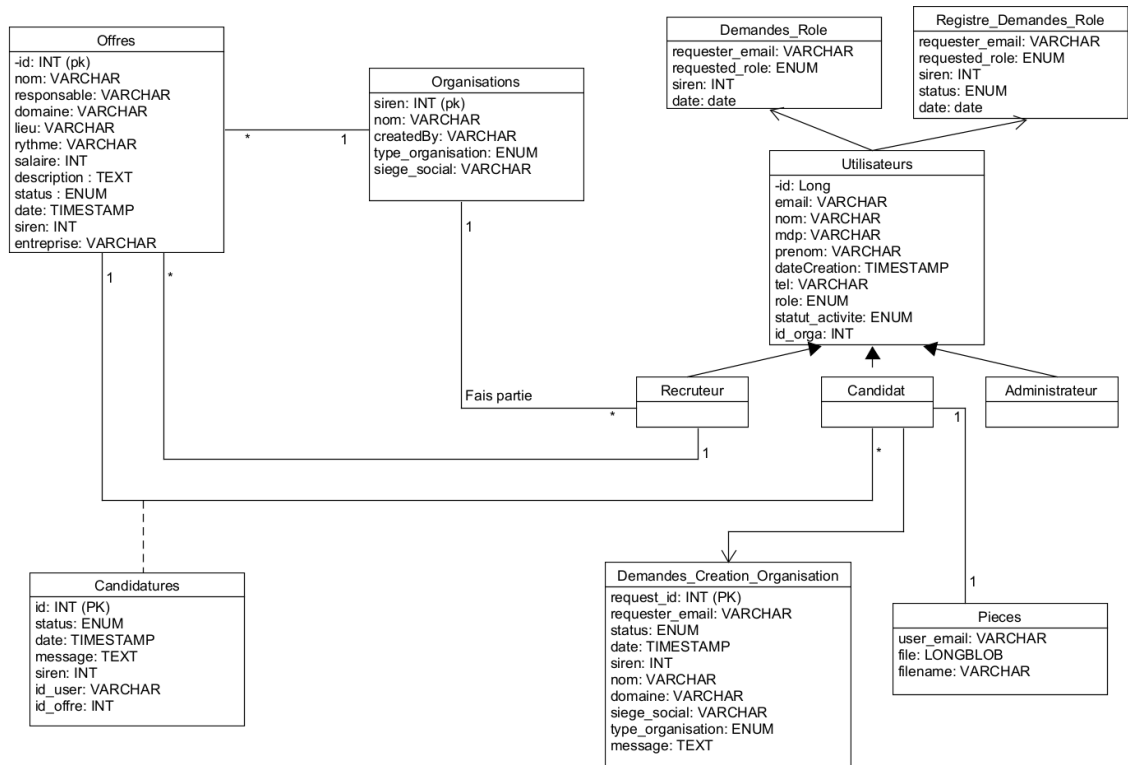 Offres
-id: INT (pk)
nom: VARCHAR
responsable: VARCHAR
domaine: VARCHAR
lieu: VARCHAR
rythme: VARCHAR
salaire: INT
description : TEXT
status : ENUM
date: TIMESTAMP
siren: INT
entreprise: VARCHAR
*
1
Organisations
siren: INT (pk)
nom: VARCHAR
createdBy: VARCHAR
type_organisation: ENUM
siege_social: VARCHAR
Demandes_Role
requester_email: VARCHAR
requested_role: ENUM
siren: INT
date: date
Registre_Demandes_Role
requester_email: VARCHAR
requested_role: ENUM
siren: INT
status: ENUM
date: date
Utilisateurs
-id: Long
email: VARCHAR
nom: VARCHAR
mdp: VARCHAR
prenom: VARCHAR
dateCreation: TIMESTAMP
tel: VARCHAR
role: ENUM
statut_activite: ENUM
id_orga: INT
1
1
*
Fais partie
*
Recruteur
Candidat
Administrateur
1
*
1
Candidatures
id: INT (PK)
status: ENUM
date: TIMESTAMP
message: TEXT
siren: INT
id_user: VARCHAR
id_offre: INT
Demandes_Creation_Organisation
request_id: INT (PK)
requester_email: VARCHAR
status: ENUM
date: TIMESTAMP
siren: INT
nom: VARCHAR
domaine: VARCHAR
siege_social: VARCHAR
type_organisation: ENUM
message: TEXT
1
Pieces
user_email: VARCHAR
file: LONGBLOB
filename: VARCHAR